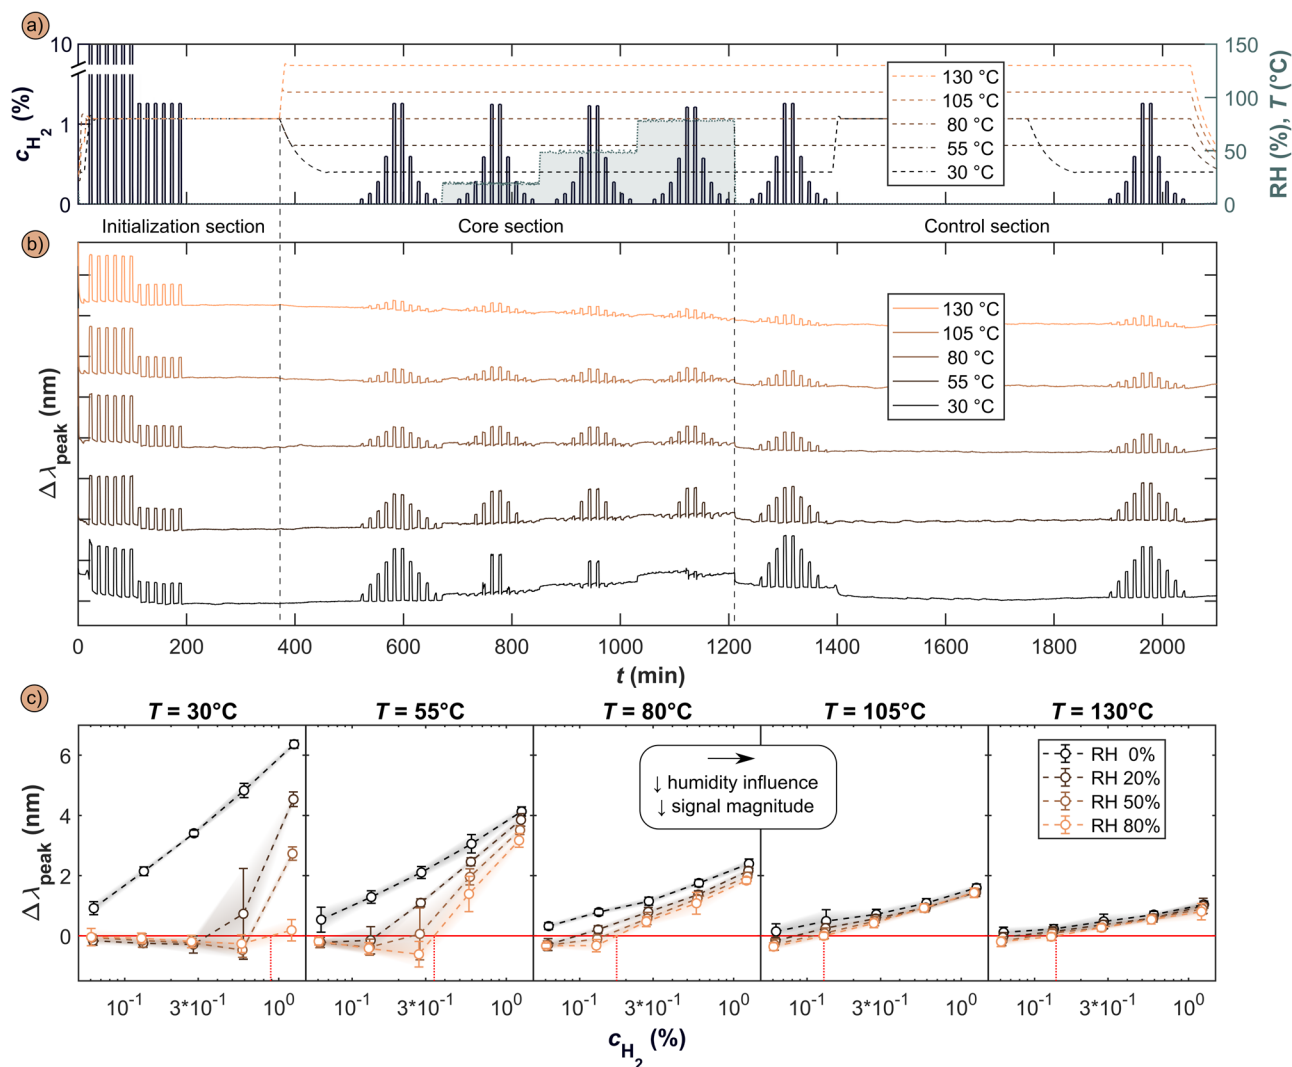 a)
10
1
0
c_H2 (%)
150
100
50
0
RH (%), T (°C)
130 °C
105 °C
80 °C
55 °C
30 °C
Initialization section
Core section
Control section
b)
Δ λpeak (nm)
130 °C
105 °C
80 °C
55 °C
30 °C
0 200 400 600 800 1000 1200 1400 1600 1800 2000
t (min)
c)
T = 30°C T = 55°C T = 80°C T = 105°C T = 130°C
6
4
2
0
Δ λpeak (nm)
↓ humidity influence
↓ signal magnitude
RH 0%
RH 20%
RH 50%
RH 80%
10^-1 3*10^-1 10^0 10^-1 3*10^-1 10^0 10^-1 3*10^-1 10^0 10^-1 3*10^-1 10^0 10^-1 3*10^-1 10^0
c_H2 (%)